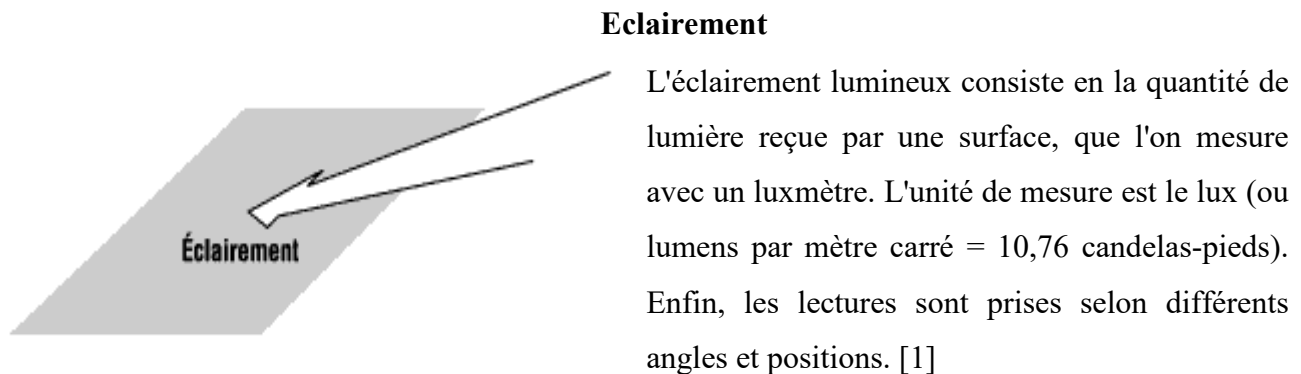 Eclairement
L'éclairement lumineux consiste en la quantité de
lumière reçue par une surface, que l'on mesure
avec un luxmètre. L'unité de mesure est le lux (ou
lumens par mètre carré = 10,76 candelas-pieds).
Enfin, les lectures sont prises selon différents
angles et positions. [1]
Éclairement